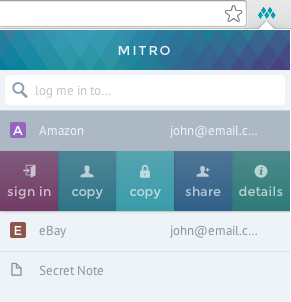 MITRO
log me in to...
A Amazon john@email.c...
sign in copy copy share details
E eBay john@email.c...
Secret Note